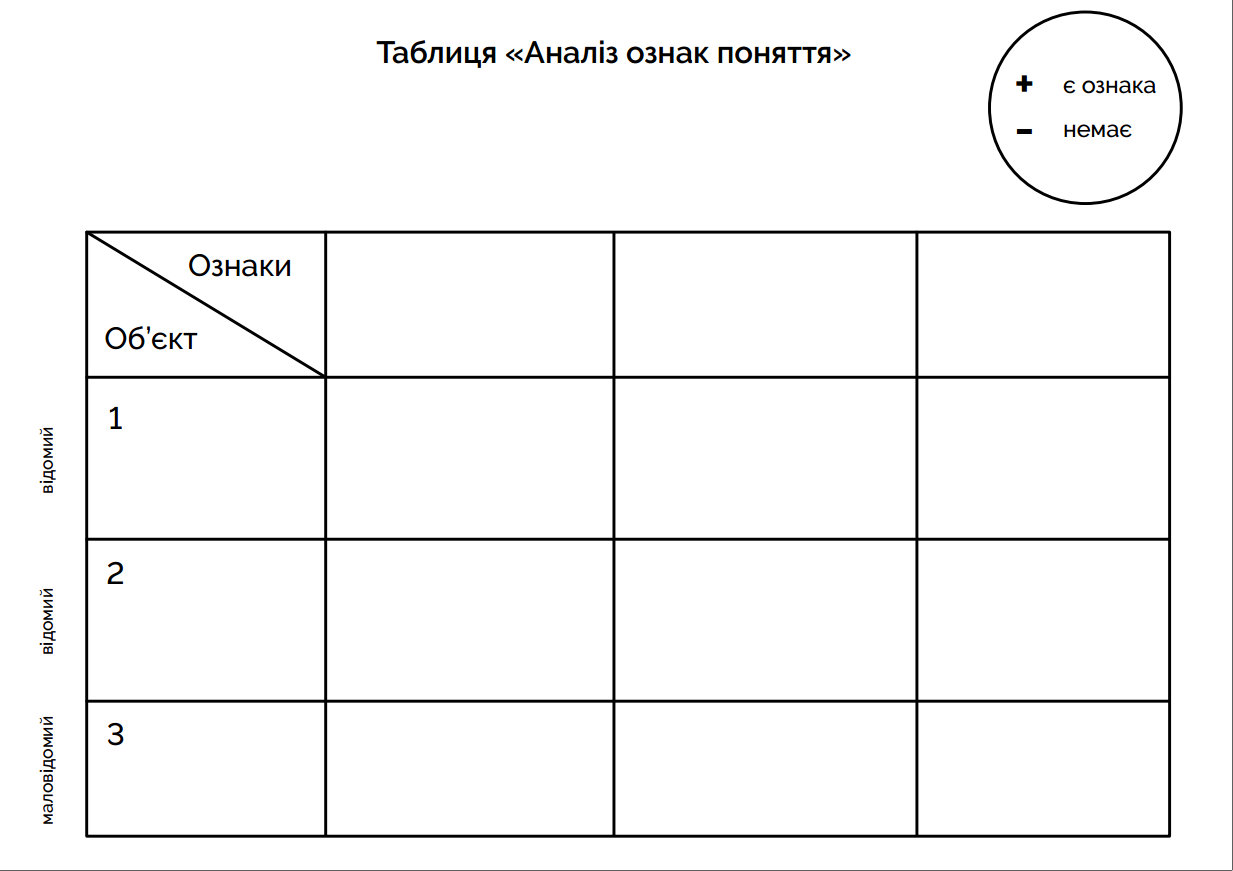 Таблиця «Аналіз ознак поняття»
+ є ознака
- немає
Ознаки
Об’єкт
відомий
1
відомий
2
маловідомий
3